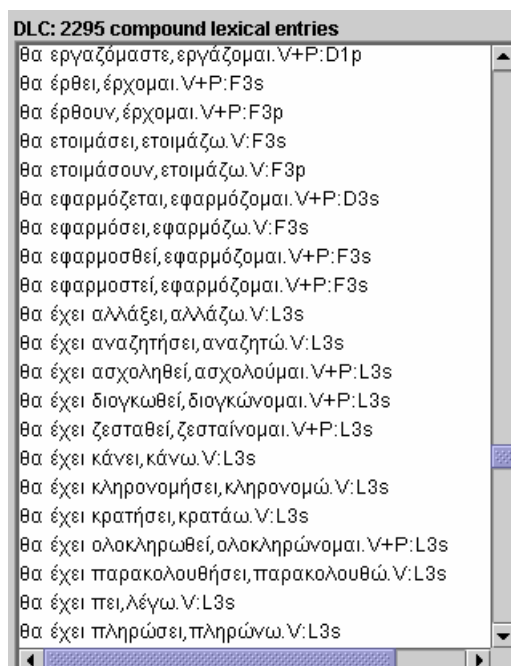 DLC: 2295 compound lexical entries
θα εργαζόμαστε,εργάζομαι.V+P:D1p
θα έρθει,έρχομαι.V+P:F3s
θα έρθουν,έρχομαι.V+P:F3p
θα ετοιμάσει,ετοιμάζω.V:F3s
θα ετοιμάσουν,ετοιμάζω.V:F3p
θα εφαρμόζεται,εφαρμόζομαι.V+P:D3s
θα εφαρμόσει,εφαρμόζω.V:F3s
θα εφαρμοσθεί,εφαρμόζομαι.V+P:F3s
θα εφαρμοστεί,εφαρμόζομαι.V+P:F3s
θα έχει αλλάξει,αλλάζω.V:L3s
θα έχει αναζητήσει,αναζητώ.V:L3s
θα έχει ασχοληθεί,ασχολούμαι.V+P:L3s
θα έχει διογκωθεί,διογκώνομαι.V+P:L3s
θα έχει ζεσταθεί,ζεσταίνομαι.V+P:L3s
θα έχει κάνει,κάνω.V:L3s
θα έχει κληρονομήσει,κληρονομώ.V:L3s
θα έχει κρατήσει,κρατάω.V:L3s
θα έχει ολοκληρωθεί,ολοκληρώνομαι.V+P:L3s
θα έχει παρακολουθήσει,παρακολουθώ.V:L3s
θα έχει πει,λέγω.V:L3s
θα έχει πληρώσει,πληρώνω.V:L3s